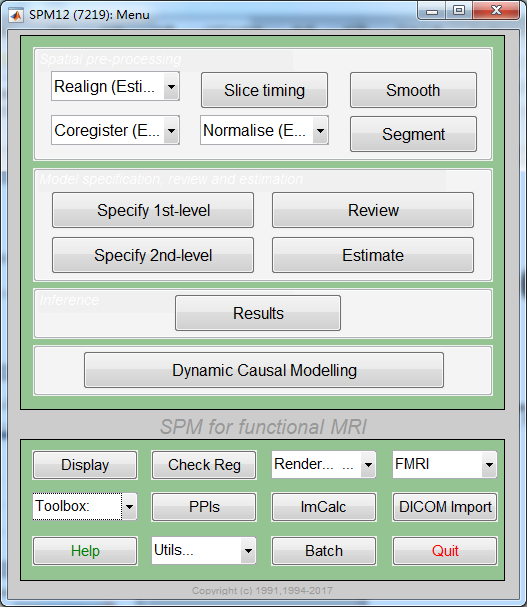 SPM12 (7219): Menu
Spatial pre-processing
Realign (Esti... Slice timing Smooth
Coregister (E... Normalise (E... Segment
Model specification, review and estimation
Specify 1st-level Review
Specify 2nd-level Estimate
Inference
Results
Dynamic Causal Modelling
SPM for functional MRI
Display Check Reg Render... ... FMRI
Toolbox: PPIs ImCalc DICOM Import
Help Utils... Batch Quit
Copyright (c) 1991,1994-2017